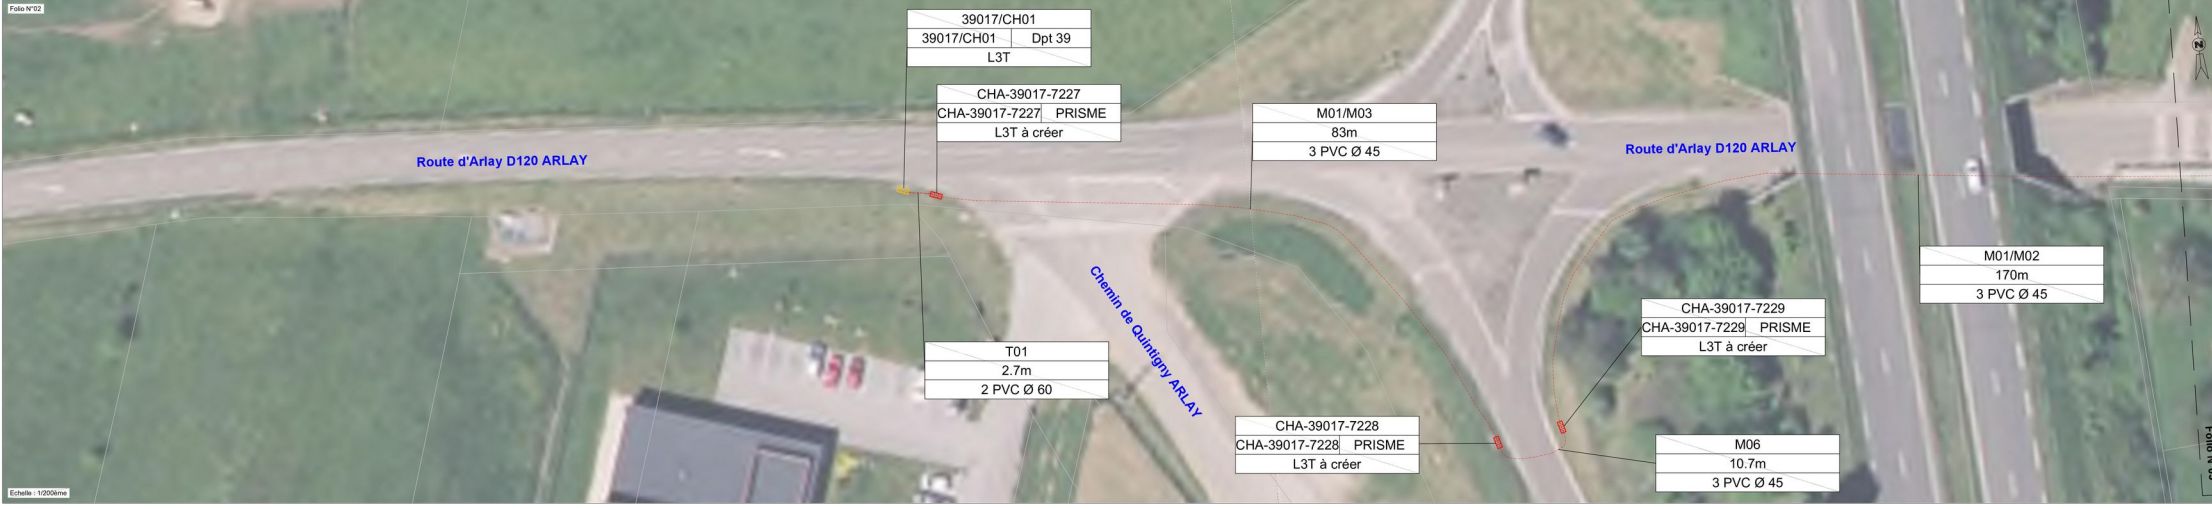 Folio N°02
39017/CH01
39017/CH01 Dpt 39
L3T
CHA-39017-7227
CHA-39017-7227 PRISME
L3T à créer
M01/M03
83m
3 PVC Ø 45
N
Route d'Arlay D120 ARLAY
Route d'Arlay D120 ARLAY
M01/M02
170m
3 PVC Ø 45
Chemin de Quintigny ARLAY
T01
2.7m
2 PVC Ø 60
CHA-39017-7229
CHA-39017-7229 PRISME
L3T à créer
CHA-39017-7228
CHA-39017-7228 PRISME
L3T à créer
M06
10.7m
3 PVC Ø 45
Echelle : 1/200ème